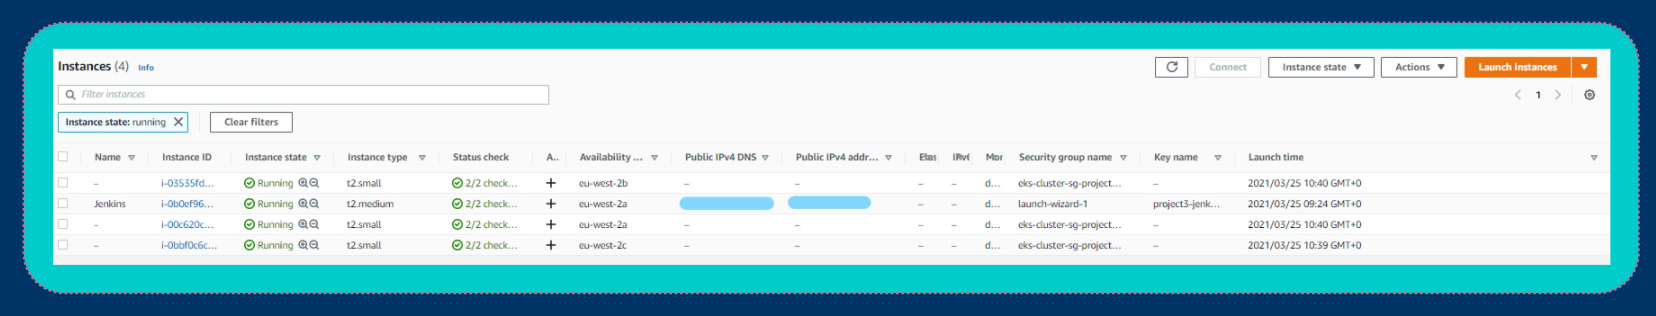 Instances (4) Info
Connect Instance state Actions Launch instances
Filter instances
1
Instance state: running Clear filters
Name Instance ID Instance state Instance type Status check A.. Availability ... Public IPv4 DNS Public IPv4 addr... Elas IPv6 Mor Security group name Key name Launch time
– i-03535fd... Running t2.small 2/2 check... eu-west-2b – – – – d... eks-cluster-sg-project... – 2021/03/25 10:40 GMT+0
Jenkins i-0b0ef96... Running t2.medium 2/2 check... eu-west-2a – – d... launch-wizard-1 project3-jenk... 2021/03/25 09:24 GMT+0
– i-00c620c... Running t2.small 2/2 check... eu-west-2a – – – – d... eks-cluster-sg-project... – 2021/03/25 10:40 GMT+0
– i-0bbf0c6c... Running t2.small 2/2 check... eu-west-2c – – – – d... eks-cluster-sg-project... – 2021/03/25 10:39 GMT+0